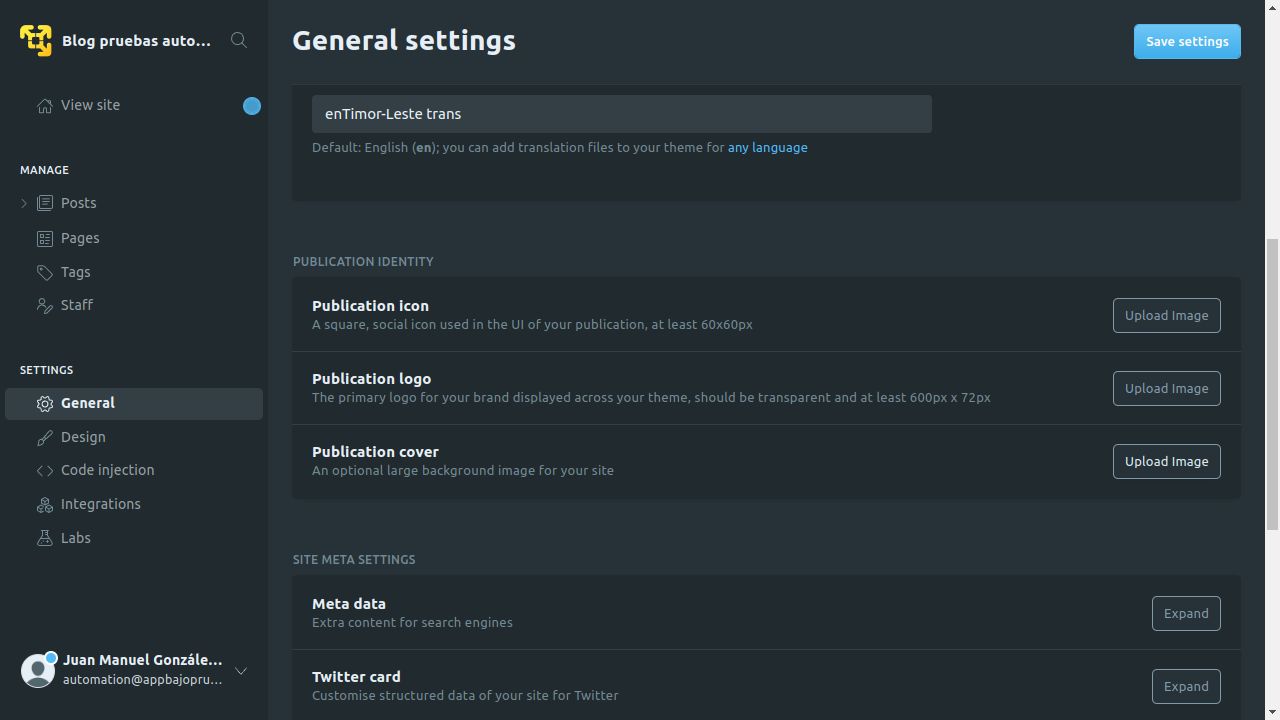 Blog pruebas auto...
General settings
Save settings
View site
enTimor-Leste trans
Default: English (en); you can add translation files to your theme for any language
MANAGE
Posts
Pages
Tags
Staff
PUBLICATION IDENTITY
Publication icon
A square, social icon used in the UI of your publication, at least 60x60px
Upload Image
Publication logo
The primary logo for your brand displayed across your theme, should be transparent and at least 600px x 72px
Upload Image
Publication cover
An optional large background image for your site
Upload Image
SETTINGS
General
Design
Code injection
Integrations
Labs
SITE META SETTINGS
Meta data
Extra content for search engines
Expand
Twitter card
Customise structured data of your site for Twitter
Expand
Juan Manuel Gonzále...
automation@appbajopru...